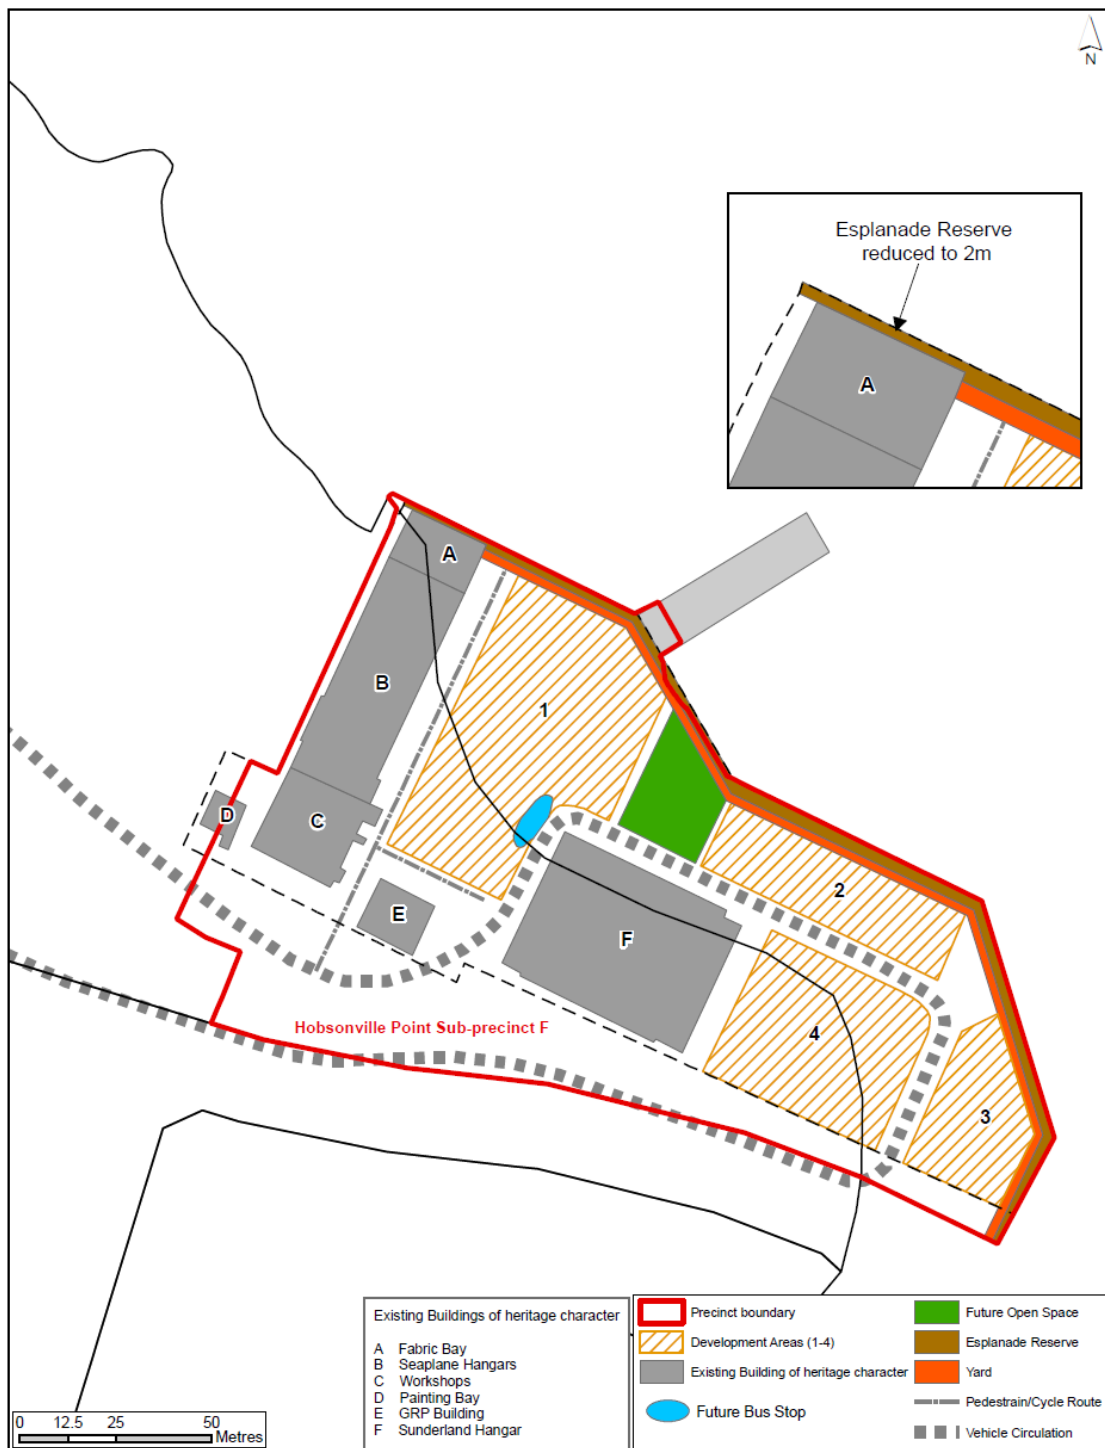 N
Esplanade Reserve
reduced to 2m
A
A
B
1
D
C
2
E
F
4
Hobsonville Point Sub-precinct F
3
Existing Buildings of heritage character
A Fabric Bay
B Seaplane Hangars
C Workshops
D Painting Bay
E GRP Building
F Sunderland Hangar
Precinct boundary
Development Areas (1-4)
Existing Building of heritage character
Future Bus Stop
Future Open Space
Esplanade Reserve
Yard
Pedestrain/Cycle Route
Vehicle Circulation
0 12.5 25 50
Metres